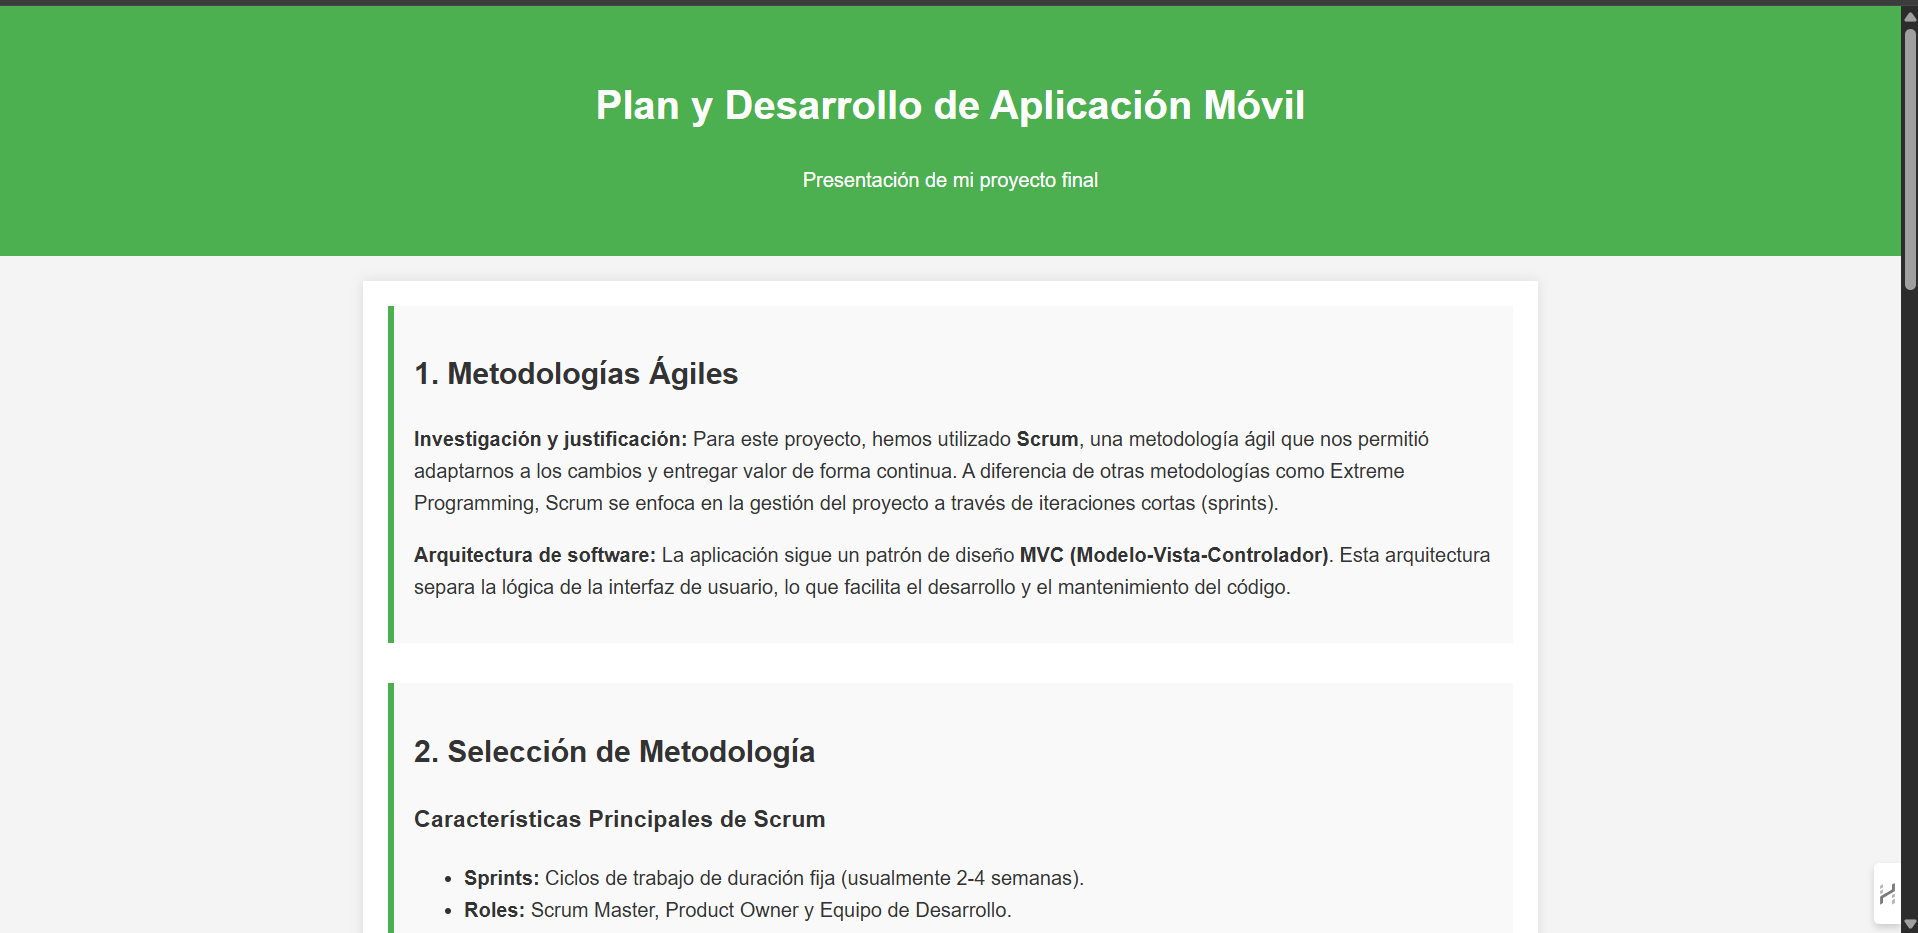 Plan y Desarrollo de Aplicación Móvil
Presentación de mi proyecto final
1. Metodologías Ágiles
Investigación y justificación: Para este proyecto, hemos utilizado Scrum, una metodología ágil que nos permitió
adaptarnos a los cambios y entregar valor de forma continua. A diferencia de otras metodologías como Extreme
Programming, Scrum se enfoca en la gestión del proyecto a través de iteraciones cortas (sprints).
Arquitectura de software: La aplicación sigue un patrón de diseño MVC (Modelo-Vista-Controlador). Esta arquitectura
separa la lógica de la interfaz de usuario, lo que facilita el desarrollo y el mantenimiento del código.
2. Selección de Metodología
Características Principales de Scrum
• Sprints: Ciclos de trabajo de duración fija (usualmente 2-4 semanas).
• Roles: Scrum Master, Product Owner y Equipo de Desarrollo.